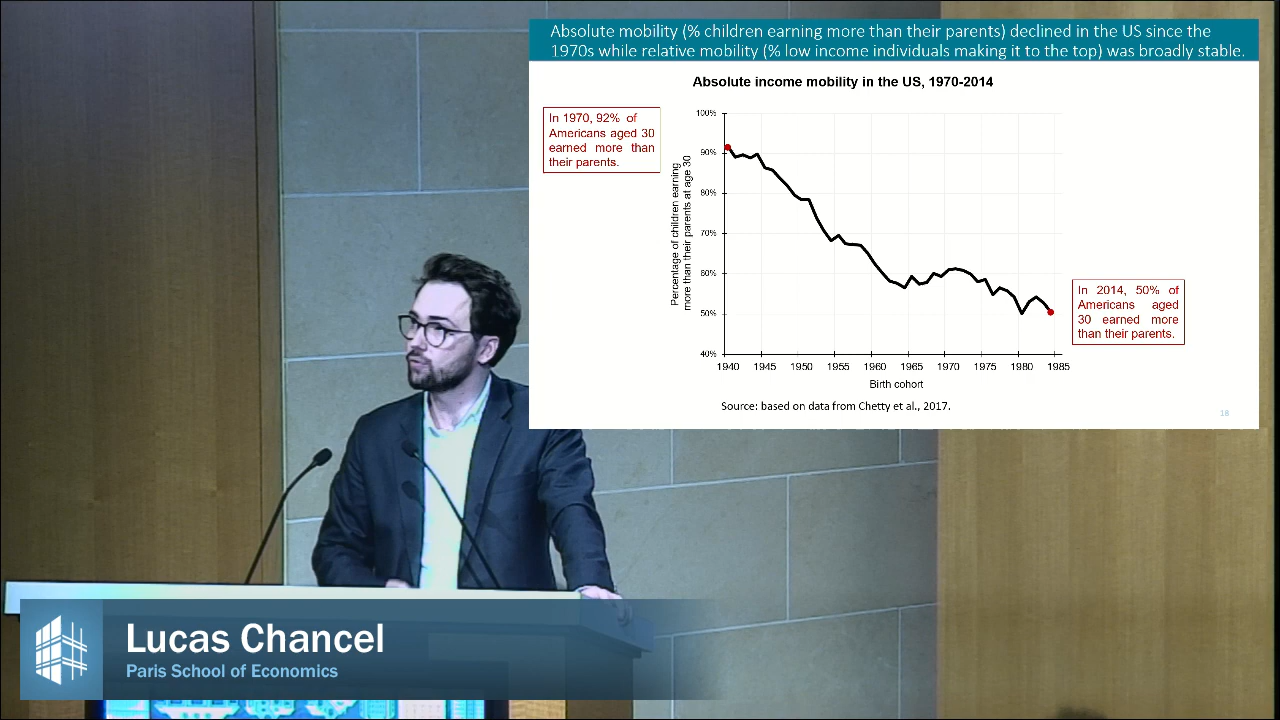 Absolute mobility (% children earning more than their parents) declined in the US since the
1970s while relative mobility (% low income individuals making it to the top) was broadly stable.
Absolute income mobility in the US, 1970-2014
In 1970, 92% of
Americans aged 30
earned more than
their parents.
Percentage of children earning
more than their parents at age 30
100%
90%
80%
70%
60%
50%
40%
1940 1945 1950 1955 1960 1965 1970 1975 1980 1985
Birth cohort
In 2014, 50% of
Americans aged
30 earned more
than their parents.
Source: based on data from Chetty et al., 2017.
18
Lucas Chancel
Paris School of Economics